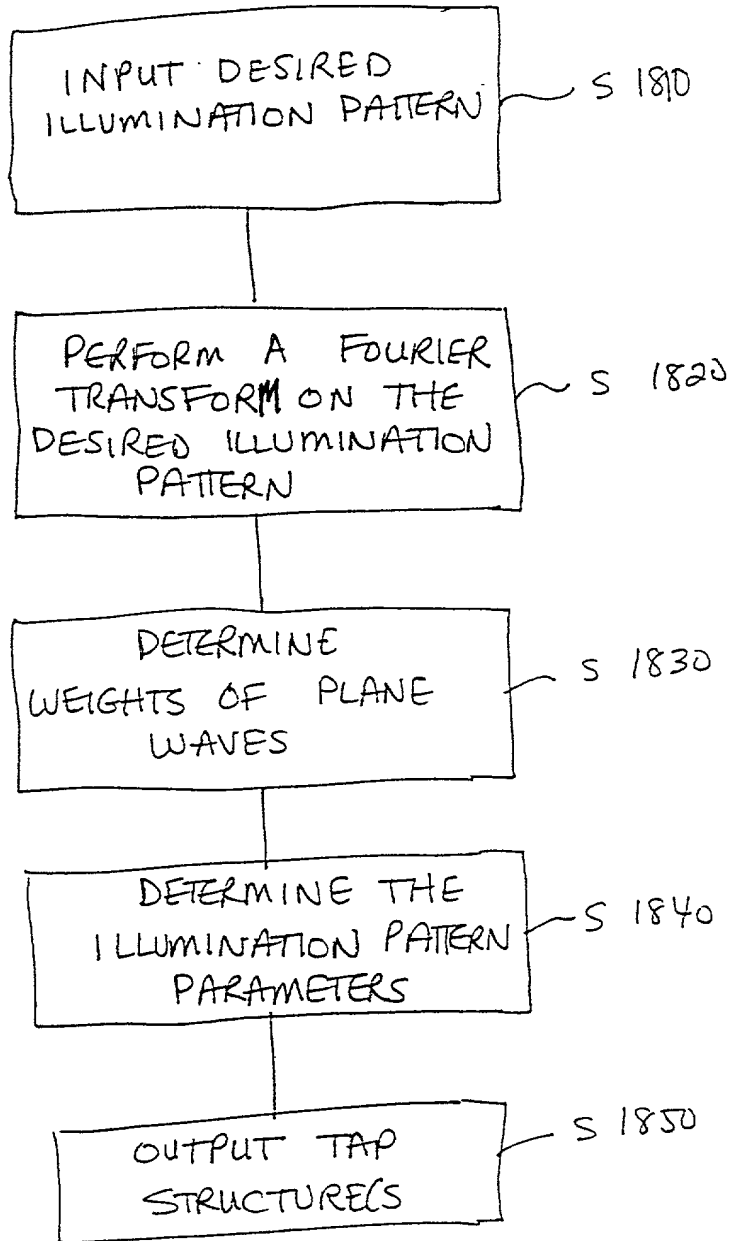 INPUT DESIRED
ILLUMINATION PATTERN
S 1810
PERFORM A FOURIER
TRANSFORM ON THE
DESIRED ILLUMINATION
PATTERN
S 1820
DETERMINE
WEIGHTS OF PLANE
WAVES
S 1830
DETERMINE THE
ILLUMINATION PATTERN
PARAMETERS
S 1840
OUTPUT TAP
STRUCTURE(S
S 1850